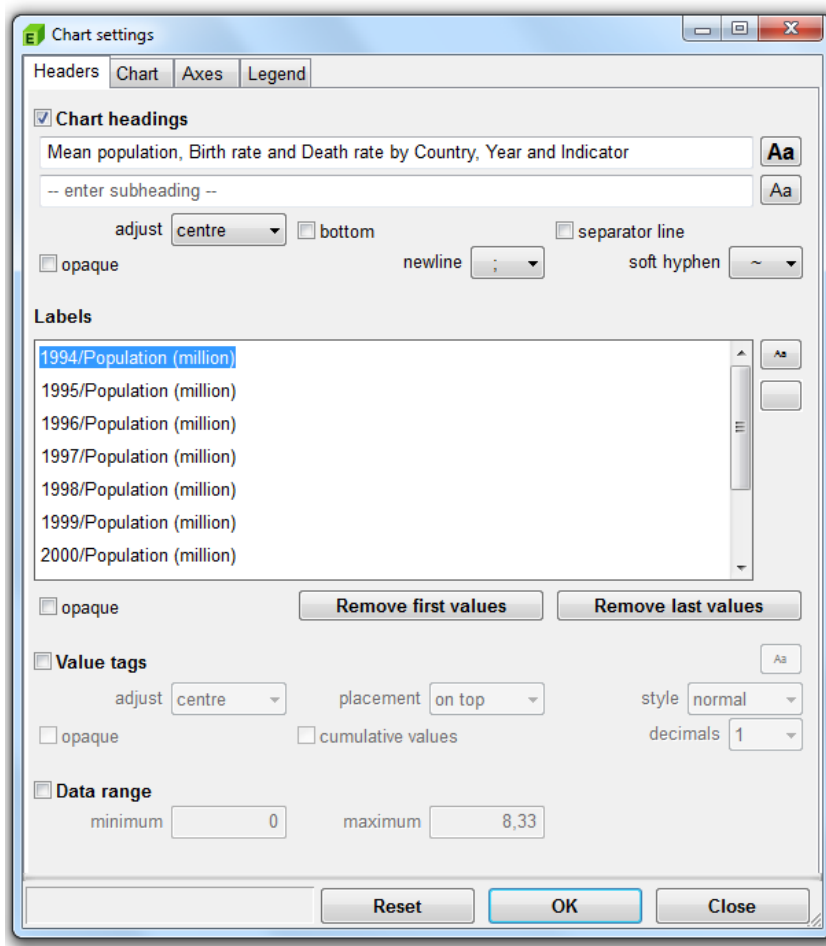 E Chart settings
Headers Chart Axes Legend
Chart headings
Mean population, Birth rate and Death rate by Country, Year and Indicator Aa
-- enter subheading -- Aa
adjust centre bottom separator line
opaque newline ; soft hyphen ~
Labels
1994/Population (million) Aa
1995/Population (million)
1996/Population (million)
1997/Population (million)
1998/Population (million)
1999/Population (million)
2000/Population (million)
opaque Remove first values Remove last values
Value tags Aa
adjust centre placement on top style normal
opaque cumulative values decimals 1
Data range
minimum 0 maximum 8,33
Reset OK Close